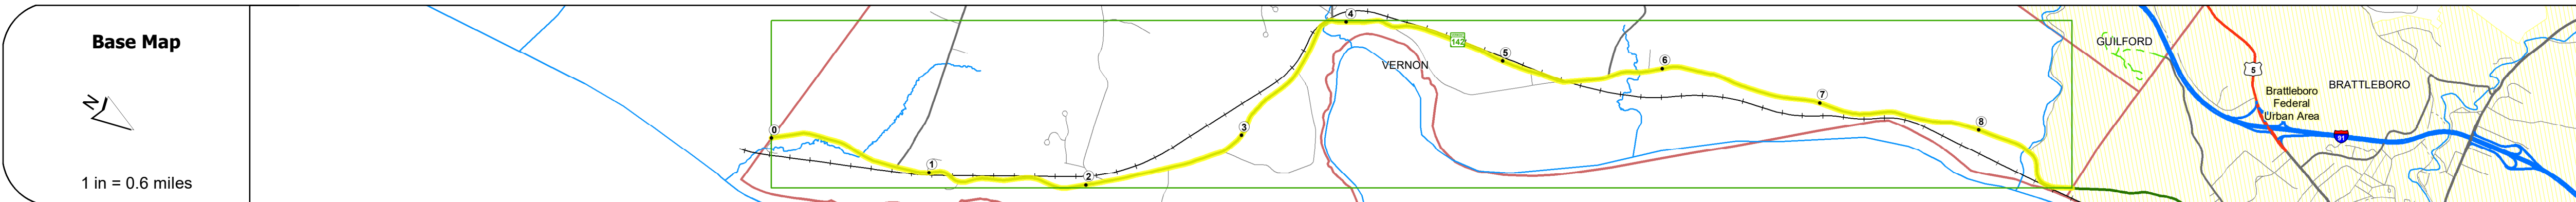 Base Map
N
1 in = 0.6 miles
0
1
2
3
4
142
VERNON
5
6
7
8
GUILFORD
5
BRATTLEBORO
Brattleboro
Federal
Urban Area
91